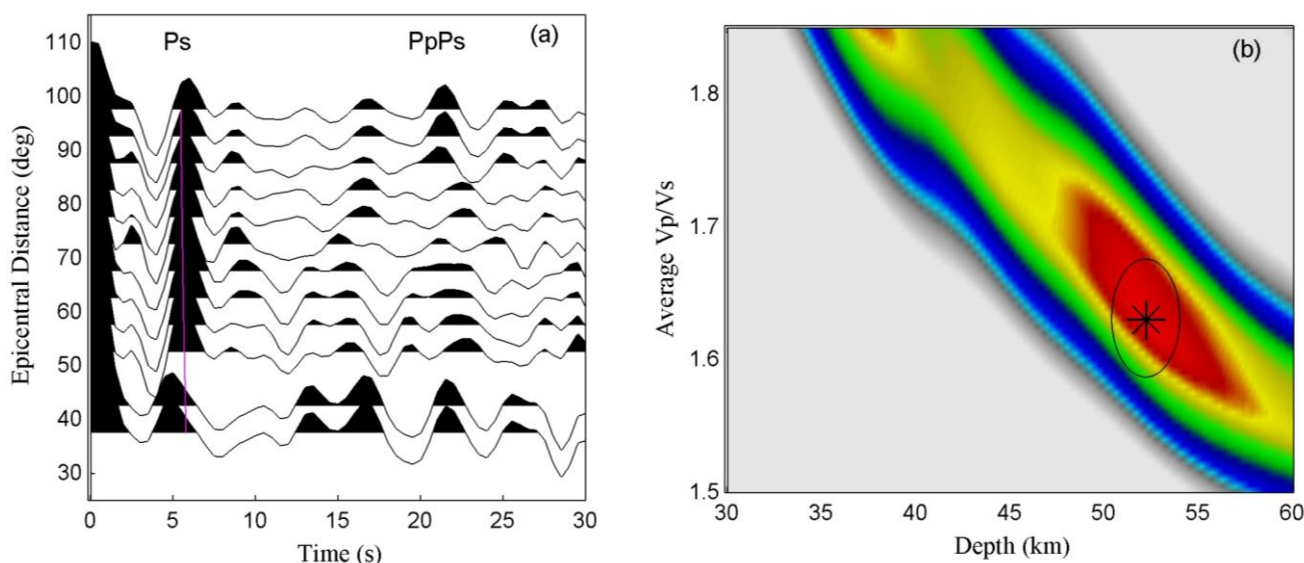 Ps PpPs (a)
110
100
90
80
70
60
50
40
30
Epicentral Distance (deg)
0 5 10 15 20 25 30
Time (s)
(b)
1.8
1.7
1.6
1.5
Average Vp/Vs
30 35 40 45 50 55 60
Depth (km)